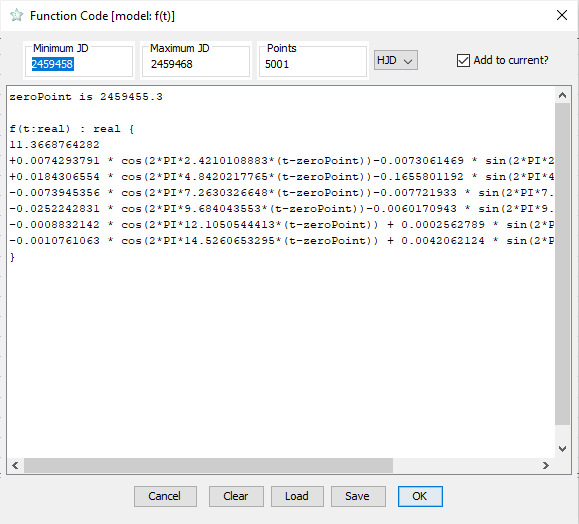 Function Code [model: f(t)]
Minimum JD
Maximum JD
Points
2459458
2459468
5001
HJD
Add to current?
zeroPoint is 2459455.3
f(t:real) : real {
11.3668764282
+0.0074293791 * cos(2*PI*2.4210108883*(t-zeroPoint))-0.0073061469 * sin(2*PI*2
+0.0184306554 * cos(2*PI*4.8420217765*(t-zeroPoint))-0.1655801192 * sin(2*PI*4
-0.0073945356 * cos(2*PI*7.2630326648*(t-zeroPoint))-0.007721933 * sin(2*PI*7.
-0.0252242831 * cos(2*PI*9.684043553*(t-zeroPoint))-0.0060170943 * sin(2*PI*9.
-0.0008832142 * cos(2*PI*12.1050544413*(t-zeroPoint)) + 0.0002562789 * sin(2*P
-0.0010761063 * cos(2*PI*14.5260653295*(t-zeroPoint)) + 0.0042062124 * sin(2*P
}
Cancel
Clear
Load
Save
OK